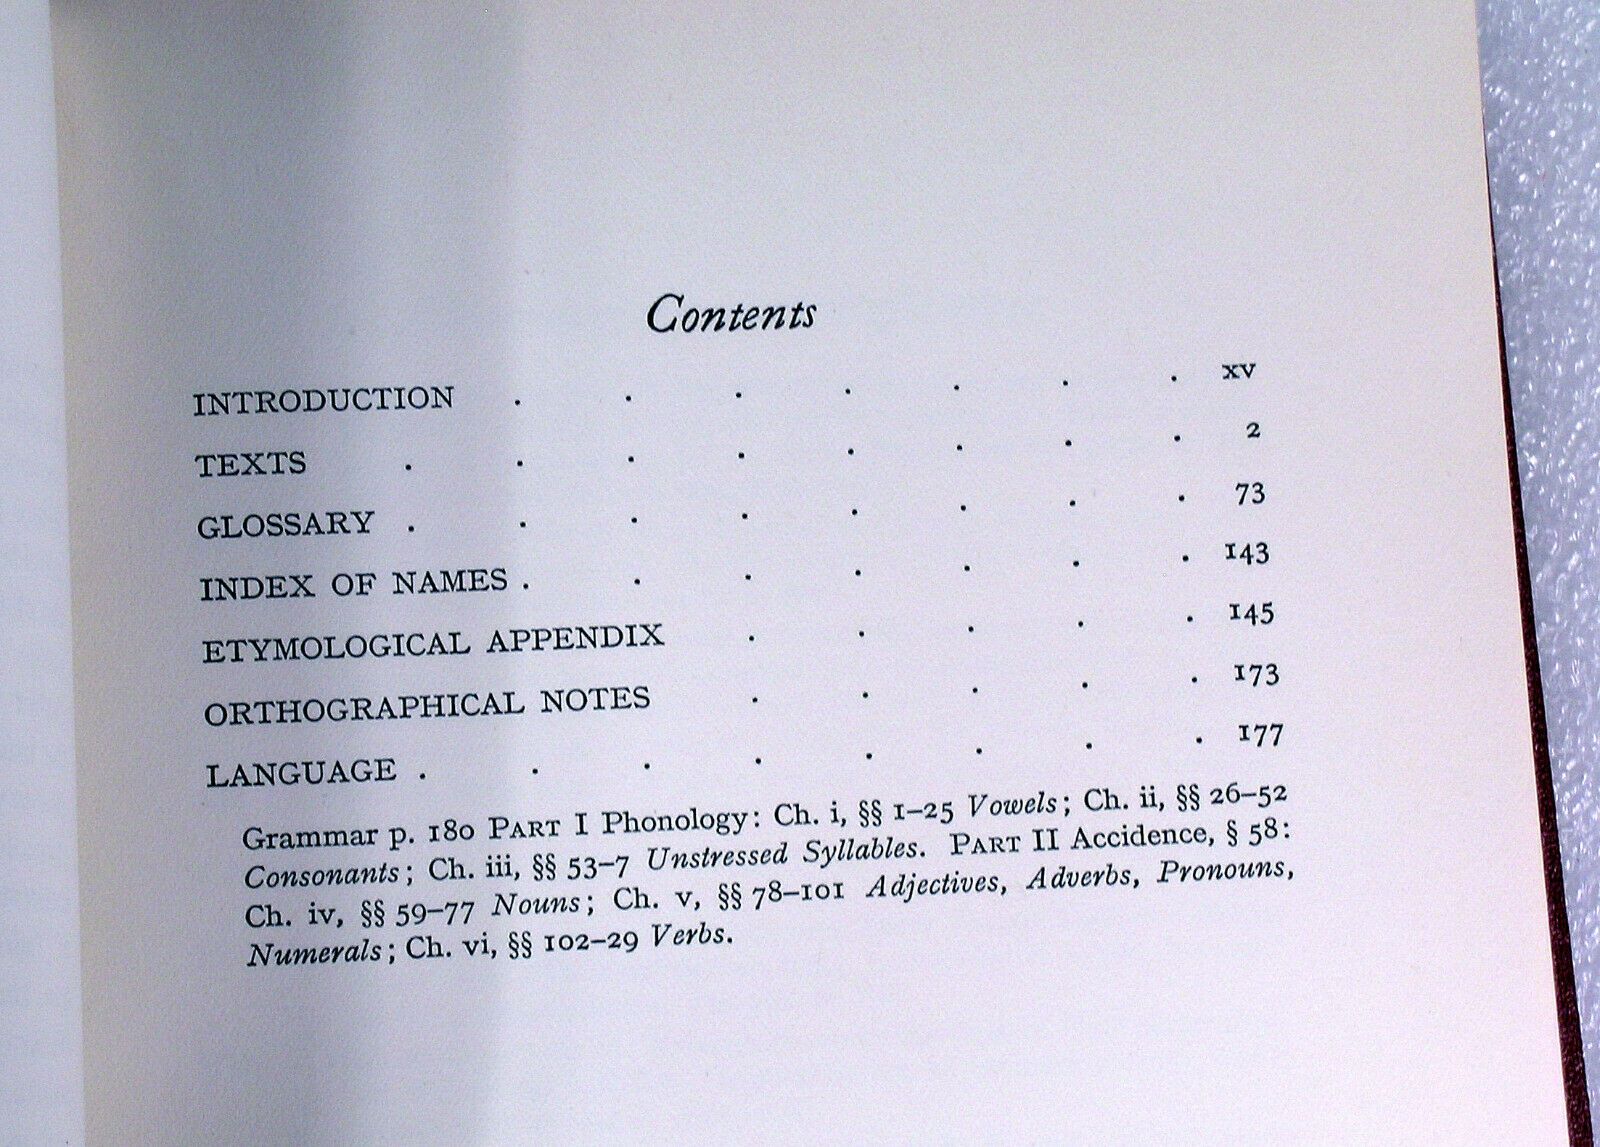 Contents
INTRODUCTION . . . . . . . xv
TEXTS . . . . . . . . 2
GLOSSARY . . . . . . . . 73
INDEX OF NAMES . . . . . . . 143
ETYMOLOGICAL APPENDIX . . . . . 145
ORTHOGRAPHICAL NOTES . . . . . 173
LANGUAGE . . . . . . . . 177
Grammar p. 180 PART I Phonology: Ch. i, §§ 1–25 Vowels; Ch. ii, §§ 26–52
Consonants; Ch. iii, §§ 53–7 Unstressed Syllables. PART II Accidence, § 58:
Ch. iv, §§ 59–77 Nouns; Ch. v, §§ 78–101 Adjectives, Adverbs, Pronouns,
Numerals; Ch. vi, §§ 102–29 Verbs.